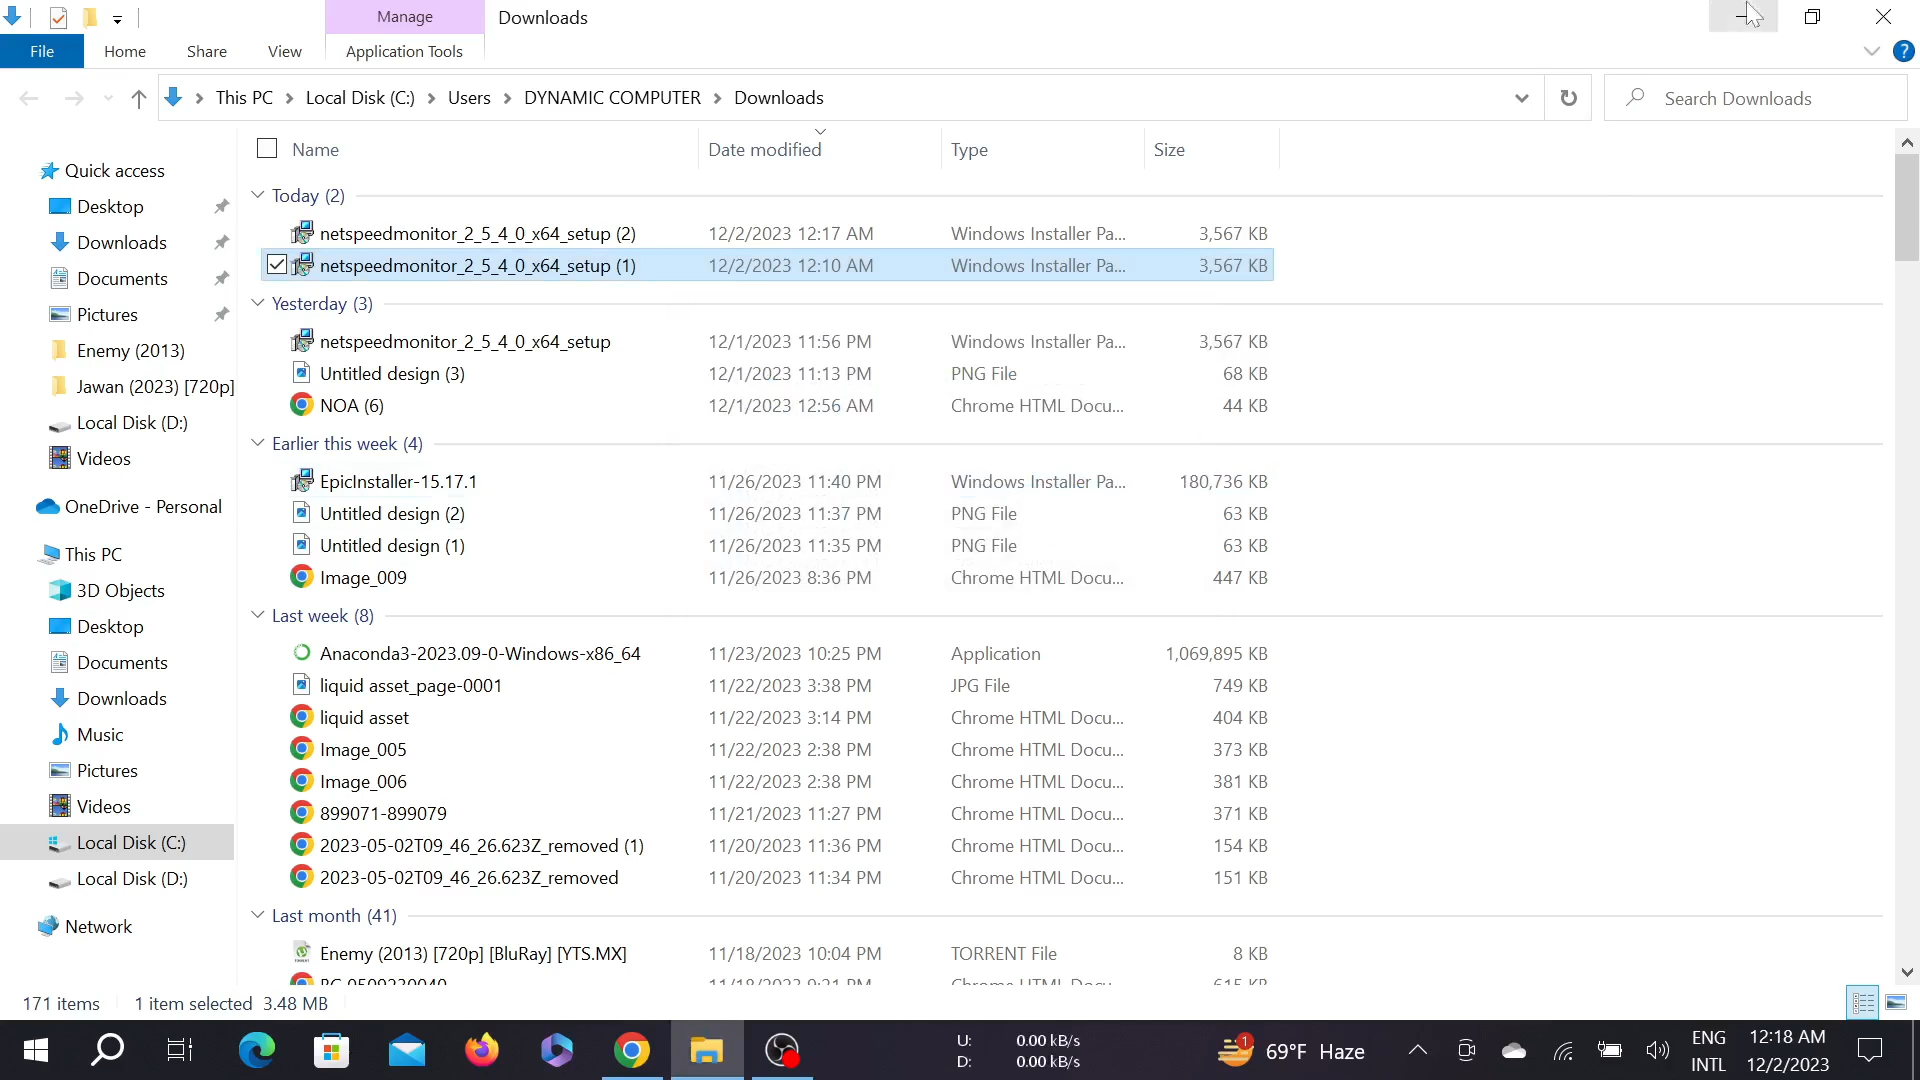 Manage
Downloads
File
Home
Share
View
Application Tools
This PC
Local Disk (C:)
Users
DYNAMIC COMPUTER
Downloads
Search Downloads
Name
Date modified
Type
Size
Quick access
Desktop
Downloads
Documents
Pictures
Enemy (2013)
Jawan (2023) [720p]
Local Disk (D:)
Videos
OneDrive - Personal
This PC
3D Objects
Desktop
Documents
Downloads
Music
Pictures
Videos
Local Disk (C:)
Local Disk (D:)
Network
Today (2)
netspeedmonitor_2_5_4_0_x64_setup (2) 12/2/2023 12:17 AM Windows Installer Pa... 3,567 KB
netspeedmonitor_2_5_4_0_x64_setup (1) 12/2/2023 12:10 AM Windows Installer Pa... 3,567 KB
Yesterday (3)
netspeedmonitor_2_5_4_0_x64_setup 12/1/2023 11:56 PM Windows Installer Pa... 3,567 KB
Untitled design (3) 12/1/2023 11:13 PM PNG File 68 KB
NOA (6) 12/1/2023 12:56 AM Chrome HTML Docu... 44 KB
Earlier this week (4)
EpicInstaller-15.17.1 11/26/2023 11:40 PM Windows Installer Pa... 180,736 KB
Untitled design (2) 11/26/2023 11:37 PM PNG File 63 KB
Untitled design (1) 11/26/2023 11:35 PM PNG File 63 KB
Image_009 11/26/2023 8:36 PM Chrome HTML Docu... 447 KB
Last week (8)
Anaconda3-2023.09-0-Windows-x86_64 11/23/2023 10:25 PM Application 1,069,895 KB
liquid asset_page-0001 11/22/2023 3:38 PM JPG File 749 KB
liquid asset 11/22/2023 3:14 PM Chrome HTML Docu... 404 KB
Image_005 11/22/2023 2:38 PM Chrome HTML Docu... 373 KB
Image_006 11/22/2023 2:38 PM Chrome HTML Docu... 381 KB
899071-899079 11/21/2023 11:27 PM Chrome HTML Docu... 371 KB
2023-05-02T09_46_26.623Z_removed (1) 11/20/2023 11:36 PM Chrome HTML Docu... 154 KB
2023-05-02T09_46_26.623Z_removed 11/20/2023 11:34 PM Chrome HTML Docu... 151 KB
Last month (41)
Enemy (2013) [720p] [BluRay] [YTS.MX] 11/18/2023 10:04 PM TORRENT File 8 KB
171 items 1 item selected 3.48 MB
U: 0.00 kB/s
D: 0.00 kB/s
1
69°F Haze
ENG
INTL
12:18 AM
12/2/2023